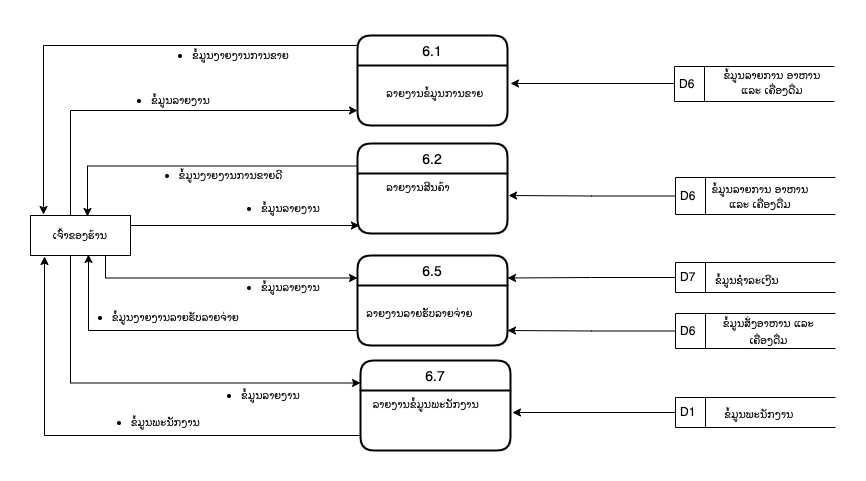 6.1
• ຂໍ້ມູນງາຍງານການຂາຍ
ລາຍງານຂໍ້ມູນການຂາຍ
• ຂໍ້ມູນລາຍງານ
D6
ຂໍ້ມູນລາຍການ ອາຫານ
ແລະ ເຄື່ອງດື່ມ
6.2
• ຂໍ້ມູນງາຍງານການຂາຍດີ
ລາຍງານສິນຄ້າ
• ຂໍ້ມູນລາຍງານ
D6
ຂໍ້ມູນລາຍການ ອາຫານ
ແລະ ເຄື່ອງດື່ມ
ເຈົ້າຂອງຮ້ານ
6.5
• ຂໍ້ມູນລາຍງານ
D7
ຂໍ້ມູນຊໍາລະເງິນ
• ຂໍ້ມູນງາຍງານລາຍຮັບລາຍຈ່າຍ
ລາຍງານລາຍຮັບລາຍຈ່າຍ
D6
ຂໍ້ມູນສັ່ງອາຫານ ແລະ
ເຄື່ອງດື່ມ
6.7
• ຂໍ້ມູນລາຍງານ
ລາຍງານຂໍ້ມູນພະນັກງານ
• ຂໍ້ມູນພະນັກງານ
D1
ຂໍ້ມູນພະນັກງານ